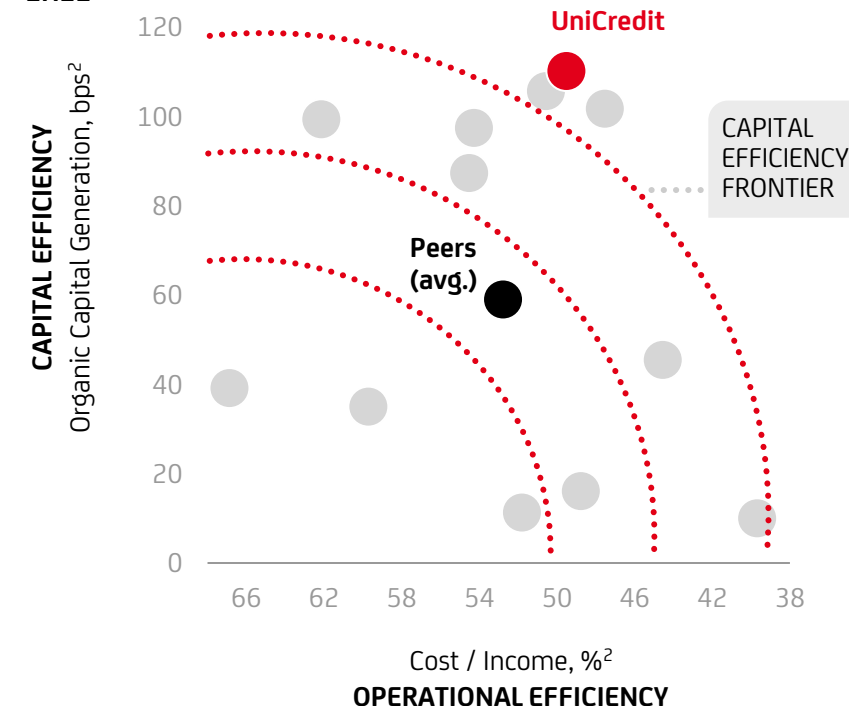 UniCredit
120
100
80
60
40
20
0
CAPITAL EFFICIENCY
Organic Capital Generation, bps²
CAPITAL
EFFICIENCY
FRONTIER
Peers
(avg.)
66 62 58 54 50 46 42 38
Cost / Income, %²
OPERATIONAL EFFICIENCY